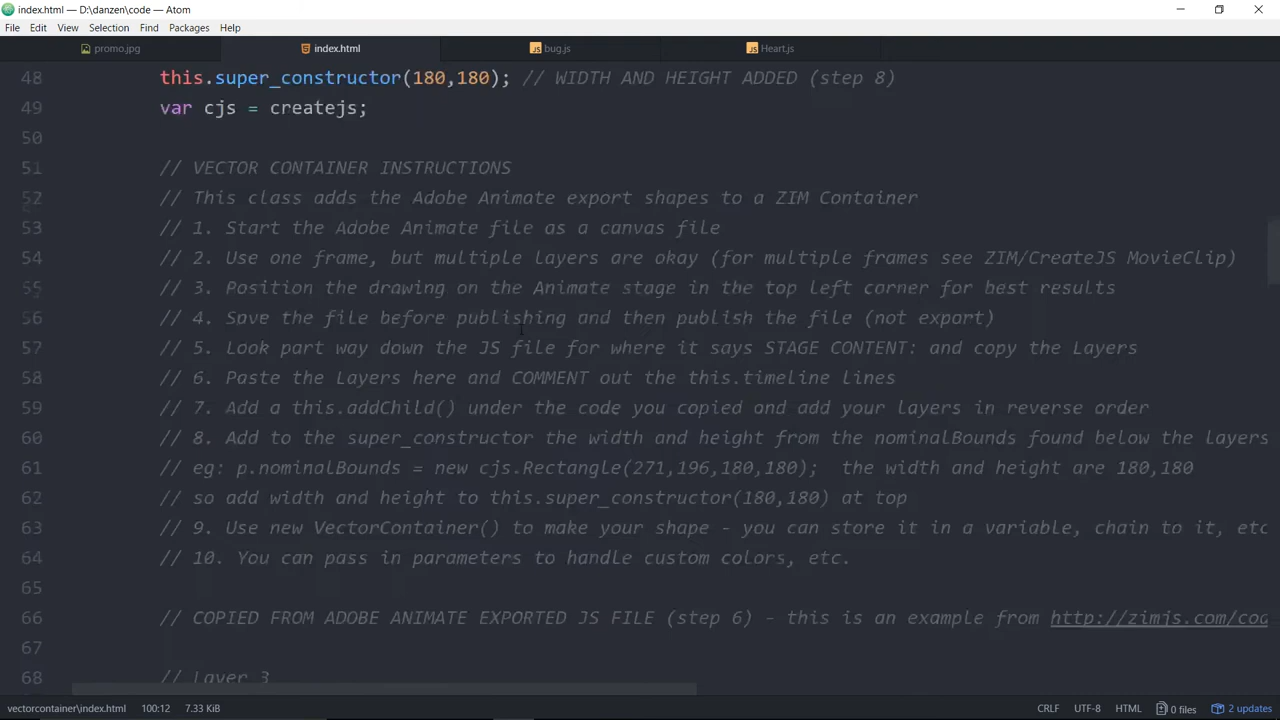 index.html — D:\danzen\code — Atom
File Edit View Selection Find Packages Help
promo.jpg index.html bug.js Heart.js
48 this.super_constructor(180,180); // WIDTH AND HEIGHT ADDED (step 8)
49 var cjs = createjs;
50
51 // VECTOR CONTAINER INSTRUCTIONS
52 // This class adds the Adobe Animate export shapes to a ZIM Container
53 // 1. Start the Adobe Animate file as a canvas file
54 // 2. Use one frame, but multiple layers are okay (for multiple frames see ZIM/CreateJS MovieClip)
55 // 3. Position the drawing on the Animate stage in the top left corner for best results
56 // 4. Save the file before publishing and then publish the file (not export)
57 // 5. Look part way down the JS file for where it says STAGE CONTENT: and copy the Layers
58 // 6. Paste the Layers here and COMMENT out the this.timeline lines
59 // 7. Add a this.addChild() under the code you copied and add your layers in reverse order
60 // 8. Add to the super_constructor the width and height from the nominalBounds found below the layers
61 // eg: p.nominalBounds = new cjs.Rectangle(271,196,180,180);  the width and height are 180,180
62 // so add width and height to this.super_constructor(180,180) at top
63 // 9. Use new VectorContainer() to make your shape - you can store it in a variable, chain to it, etc
64 // 10. You can pass in parameters to handle custom colors, etc.
65
66 // COPIED FROM ADOBE ANIMATE EXPORTED JS FILE (step 6) - this is an example from http://zimjs.com/cod
67
68 // Layer 3
vectorcontainer\index.html 100:12 7.33 KiB CRLF UTF-8 HTML 0 files 2 updates